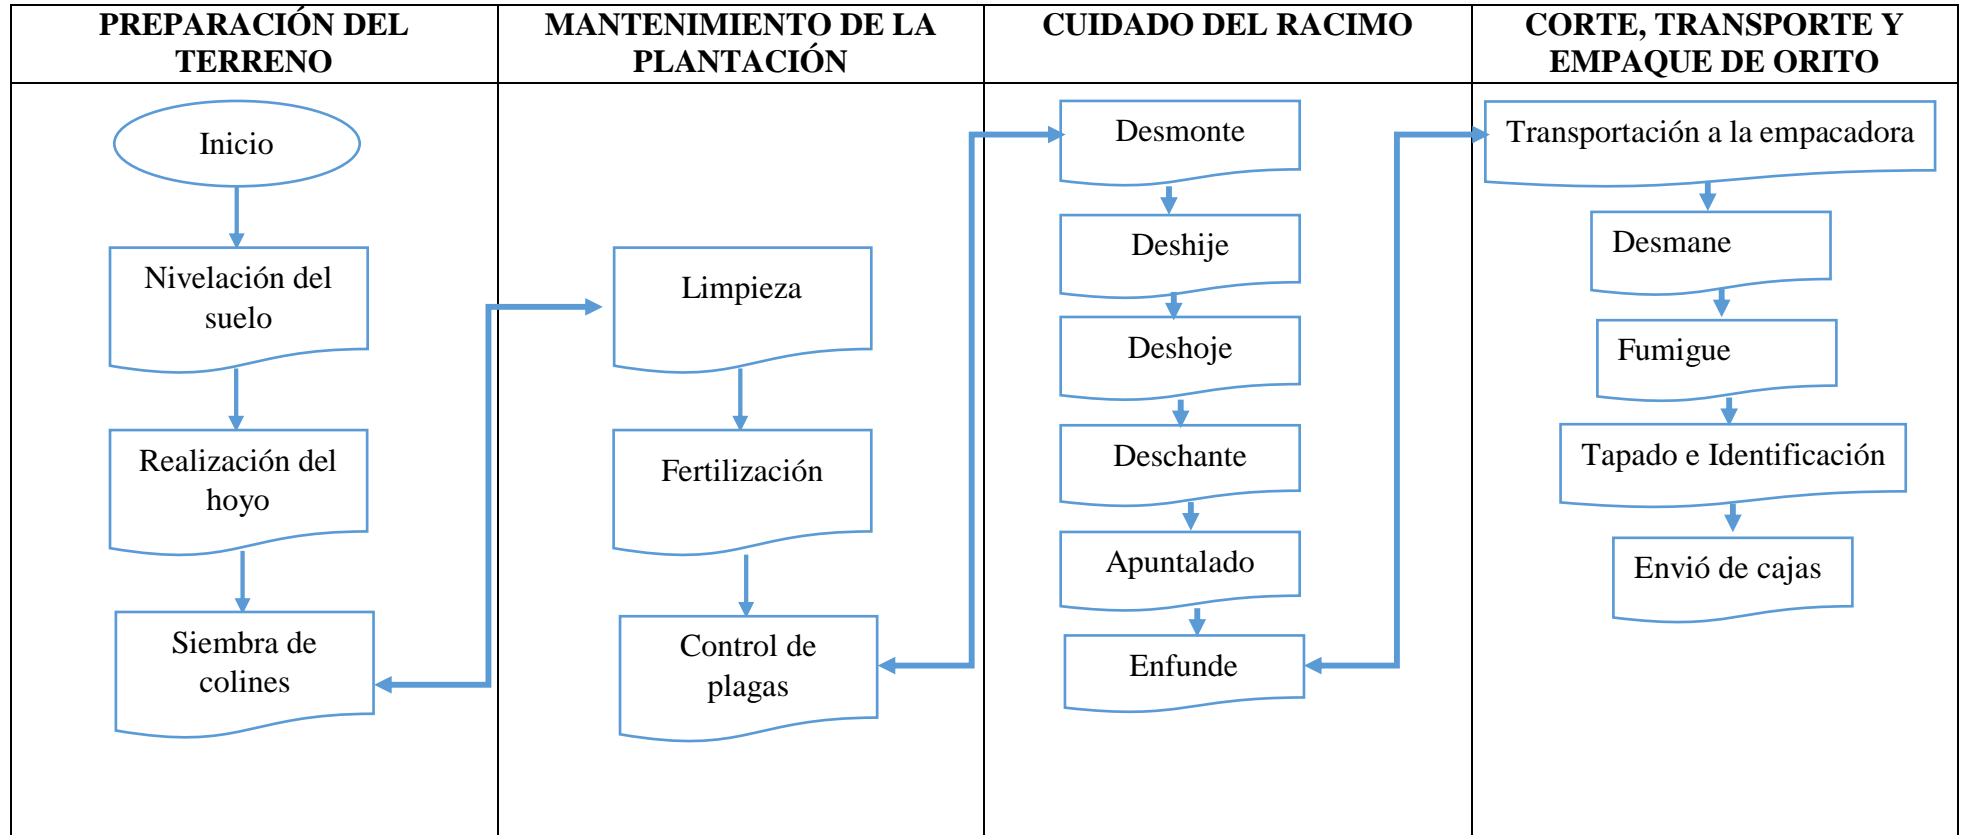 PREPARACIÓN DEL
TERRENO
MANTENIMIENTO DE LA
PLANTACIÓN
CUIDADO DEL RACIMO
CORTE, TRANSPORTE Y
EMPAQUE DE ORITO
Inicio
Nivelación del
suelo
Realización del
hoyo
Siembra de
colines
Limpieza
Fertilización
Control de
plagas
Desmonte
Deshije
Deshoje
Deschante
Apuntalado
Enfunde
Transportación a la empacadora
Desmane
Fumigue
Tapado e Identificación
Envió de cajas